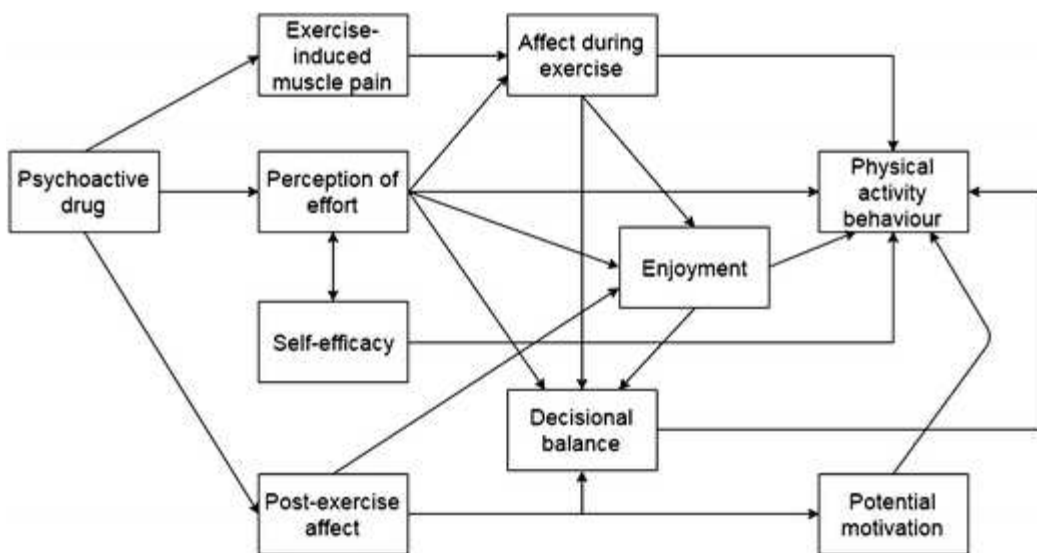 Exercise-
induced
muscle pain
Affect during
exercise
Psychoactive
drug
Perception of
effort
Physical
activity
behaviour
Enjoyment
Self-efficacy
Decisional
balance
Post-exercise
affect
Potential
motivation